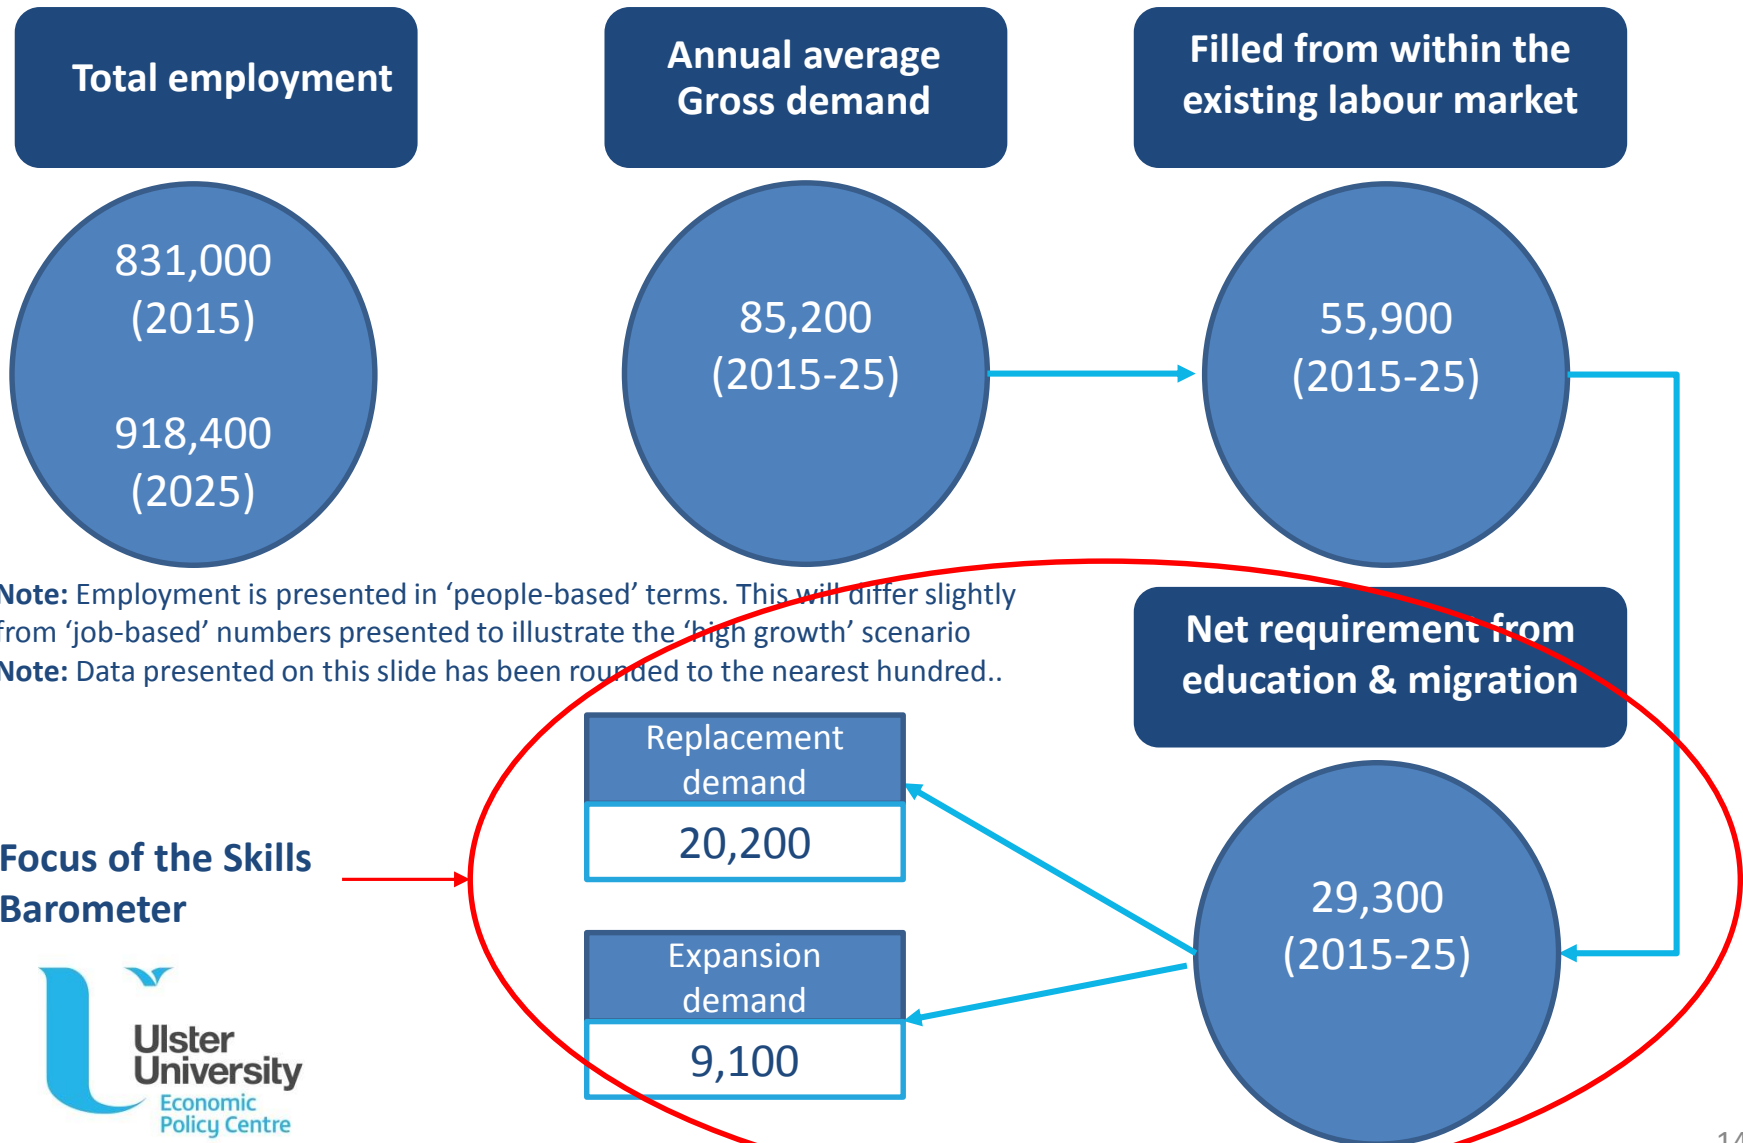 Total employment
831,000
(2015)
918,400
(2025)
Annual average
Gross demand
85,200
(2015-25)
Filled from within the
existing labour market
55,900
(2015-25)
Note: Employment is presented in ‘people-based’ terms. This will differ slightly
from ‘job-based’ numbers presented to illustrate the ‘high growth’ scenario
Note: Data presented on this slide has been rounded to the nearest hundred..
Net requirement from
education & migration
29,300
(2015-25)
Replacement
demand
20,200
Expansion
demand
9,100
Focus of the Skills
Barometer
Ulster
University
Economic
Policy Centre
14